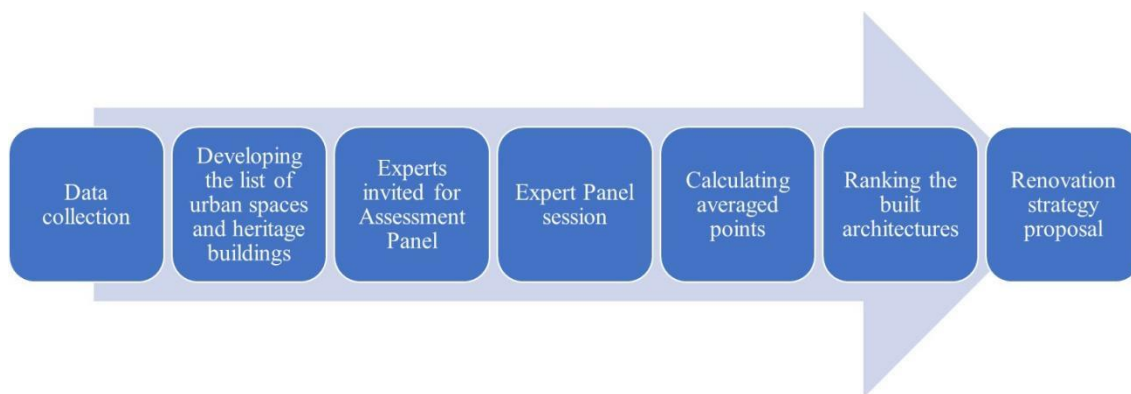 Data
collection
Developing
the list of
urban spaces
and heritage
buildings
Experts
invited for
Assessment
Panel
Expert Panel
session
Calculating
averaged
points
Ranking the
built
architectures
Renovation
strategy
proposal